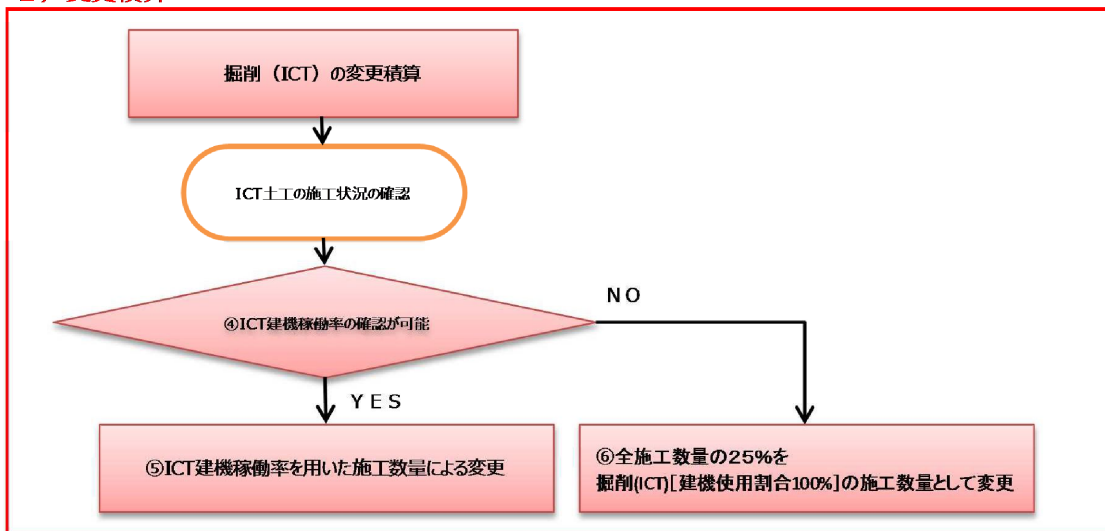 掘削（ICT）の変更積算
ICT土工の施工状況の確認
④ICT建機稼働率の確認が可能
NO
YES
⑤ICT建機稼働率を用いた施工数量による変更
⑥全施工数量の25％を
掘削(ICT)[建機使用割合100%]の施工数量として変更